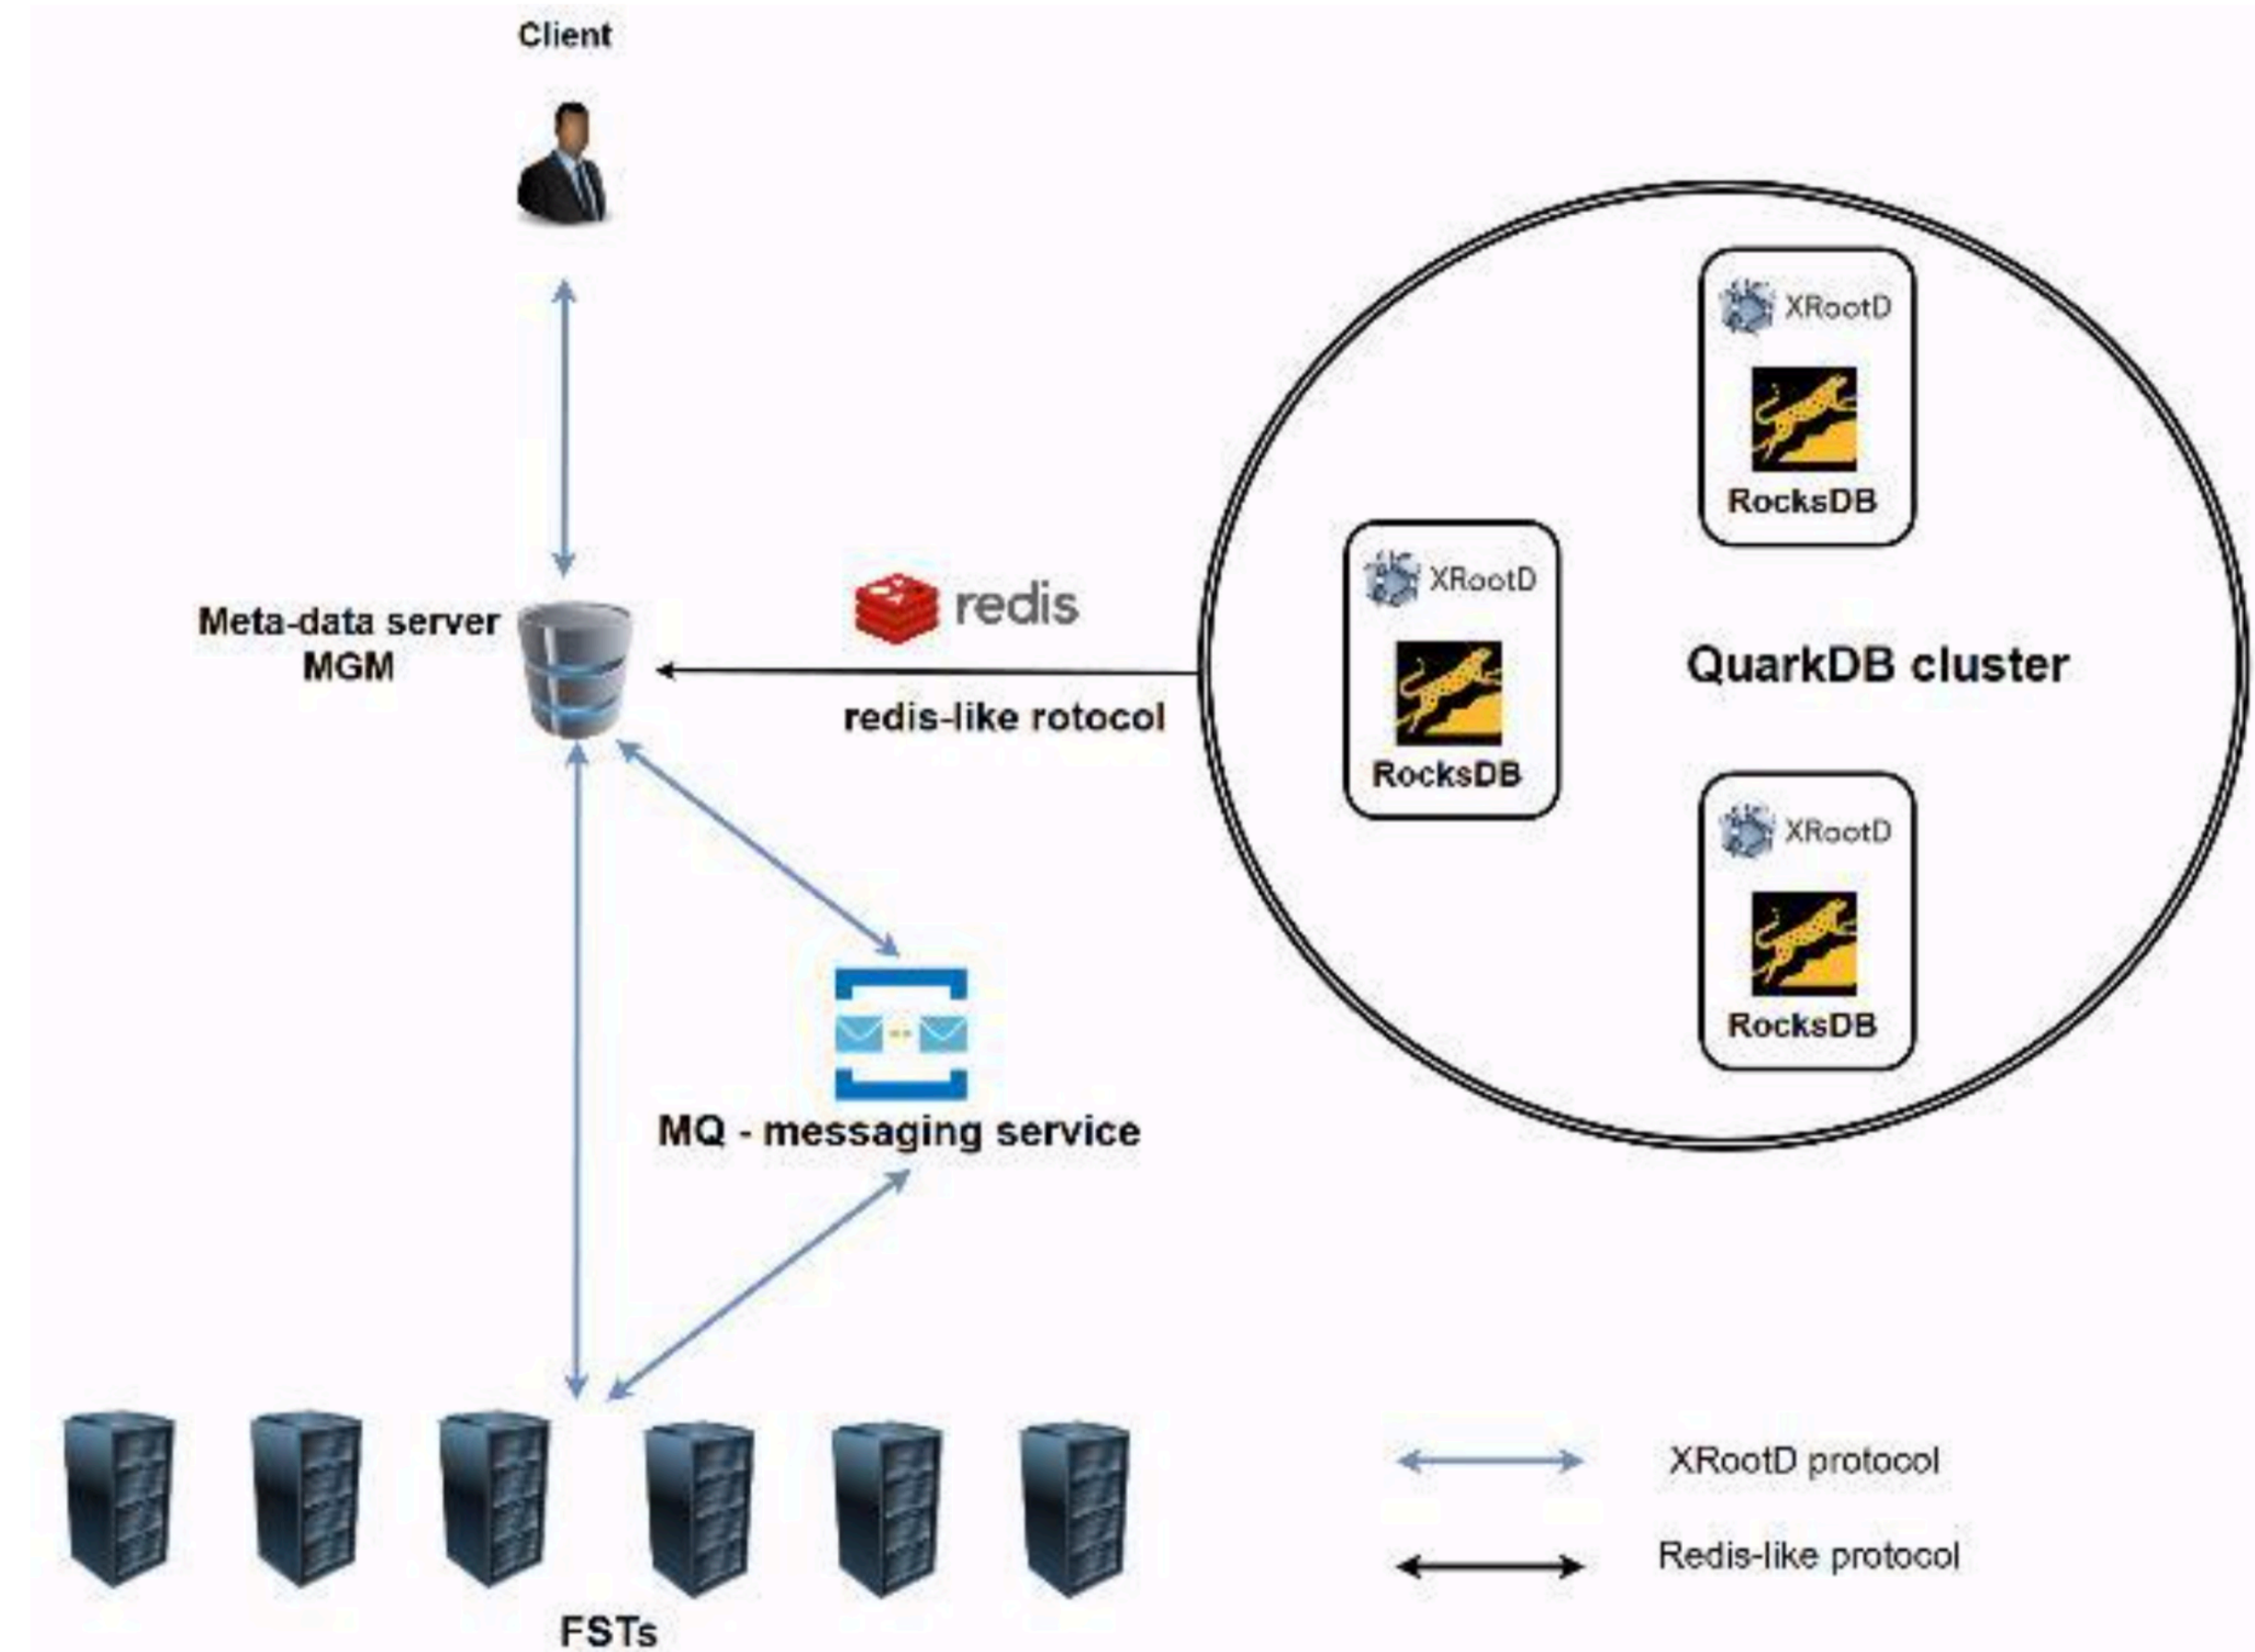 Client
XRootD
RocksDB
XRootD
RocksDB
QuarkDB cluster
XRootD
RocksDB
redis
redis-like rotocol
Meta-data server
MGM
MQ - messaging service
FSTs
XRootD protocol
Redis-like protocol